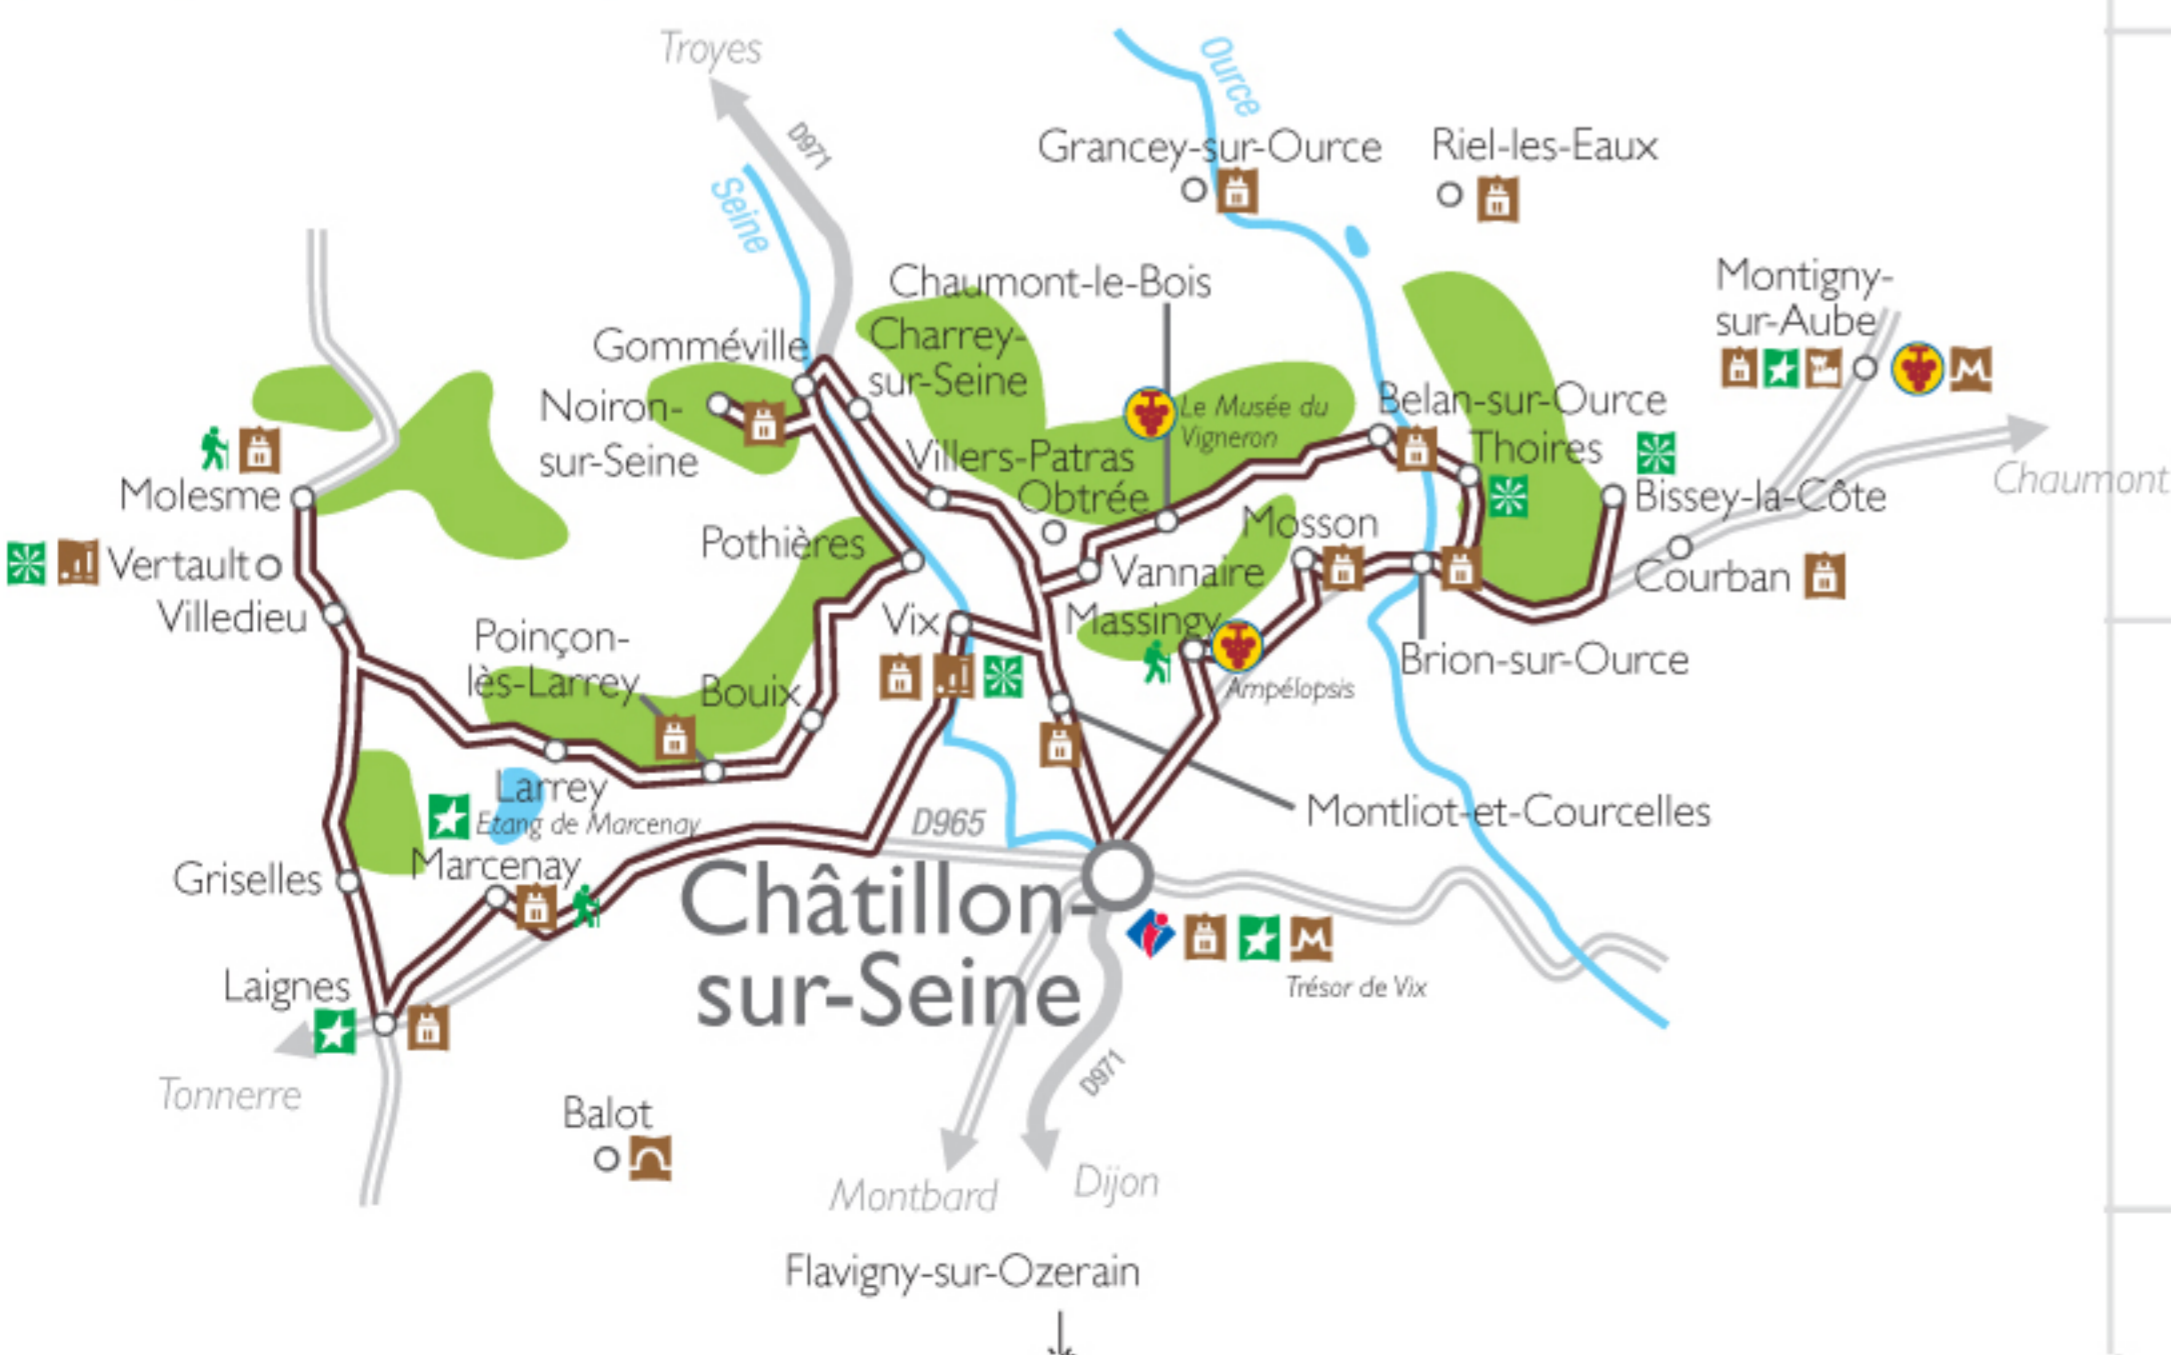 Troyes
D971
Ource
Seine
Grancey-sur-Ource
Riel-les-Eaux
Chaumont-le-Bois
Montigny-
sur-Aube
Gomméville
Charrey-
sur-Seine
Noiron-
sur-Seine
Le Musée du
Vigneron
Belan-sur-Ource
Thoires
Villers-Patras
Obtrée
Chaumont
Molesme
Bissey-la-Côte
Mosson
Pothières
Vertault
Vannaire
Courban
Villedieu
Vix
Massingy
Poinçon-
lès-Larrey
Bouix
Brion-sur-Ource
Ampélopsis
Larrey
Etang de Marcenay
D965
Montliot-et-Courcelles
Marcenay
Griselles
Châtillon-
sur-Seine
Laignes
Trésor de Vix
M
M
Tonnerre
D971
Balot
Montbard
Dijon
Flavigny-sur-Ozerain